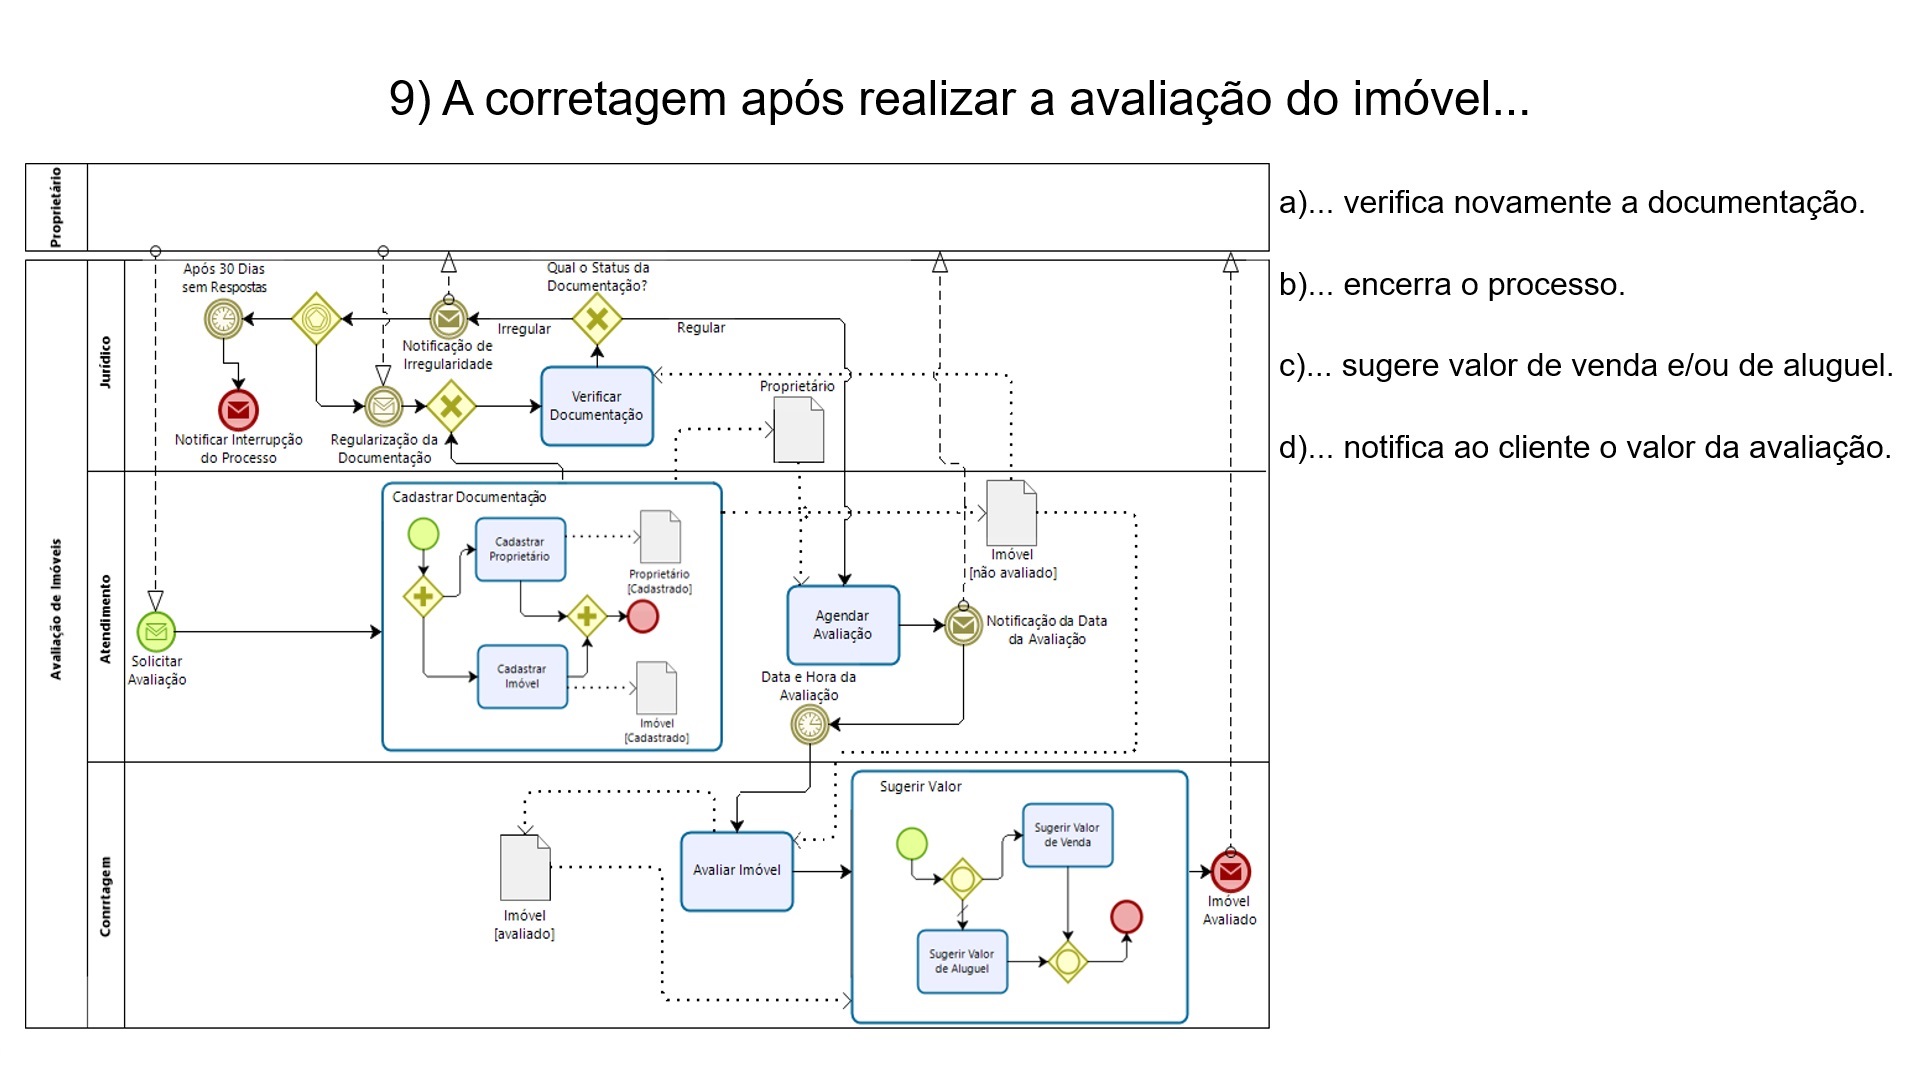 9) A corretagem após realizar a avaliação do imóvel...
Proprietário
a)... verifica novamente a documentação.
b)... encerra o processo.
c)... sugere valor de venda e/ou de aluguel.
d)... notifica ao cliente o valor da avaliação.
Avaliação de Imóveis
Jurídico
Após 30 Dias
sem Respostas
Qual o Status da
Documentação?
Irregular
Regular
Notificação de
Irregularidade
Verificar
Documentação
Proprietário
Notificar Interrupção
do Processo
Regularização da
Documentação
Atendimento
Cadastrar Documentação
Cadastrar
Proprietário
Proprietário
[Cadastrado]
Cadastrar
Imóvel
Imóvel
[Cadastrado]
Solicitar
Avaliação
Imóvel
[não avaliado]
Agendar
Avaliação
Notificação da Data
da Avaliação
Data e Hora da
Avaliação
Conrtagem
Imóvel
[avaliado]
Avaliar Imóvel
Sugerir Valor
Sugerir Valor
de Venda
Sugerir Valor
de Aluguel
Imóvel
Avaliado